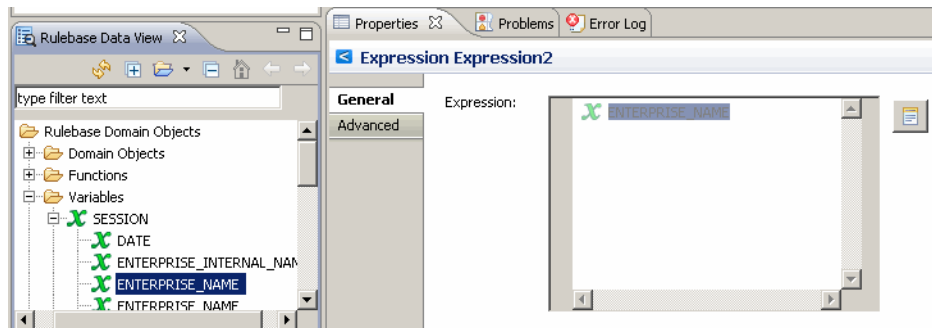 Rulebase Data View
type filter text
Rulebase Domain Objects
Domain Objects
Functions
Variables
SESSION
DATE
ENTERPRISE_INTERNAL_NAM
ENTERPRISE_NAME
ENTERPRISE_NAME
Properties Problems Error Log
Expression Expression2
General
Advanced
Expression:
ENTERPRISE_NAME